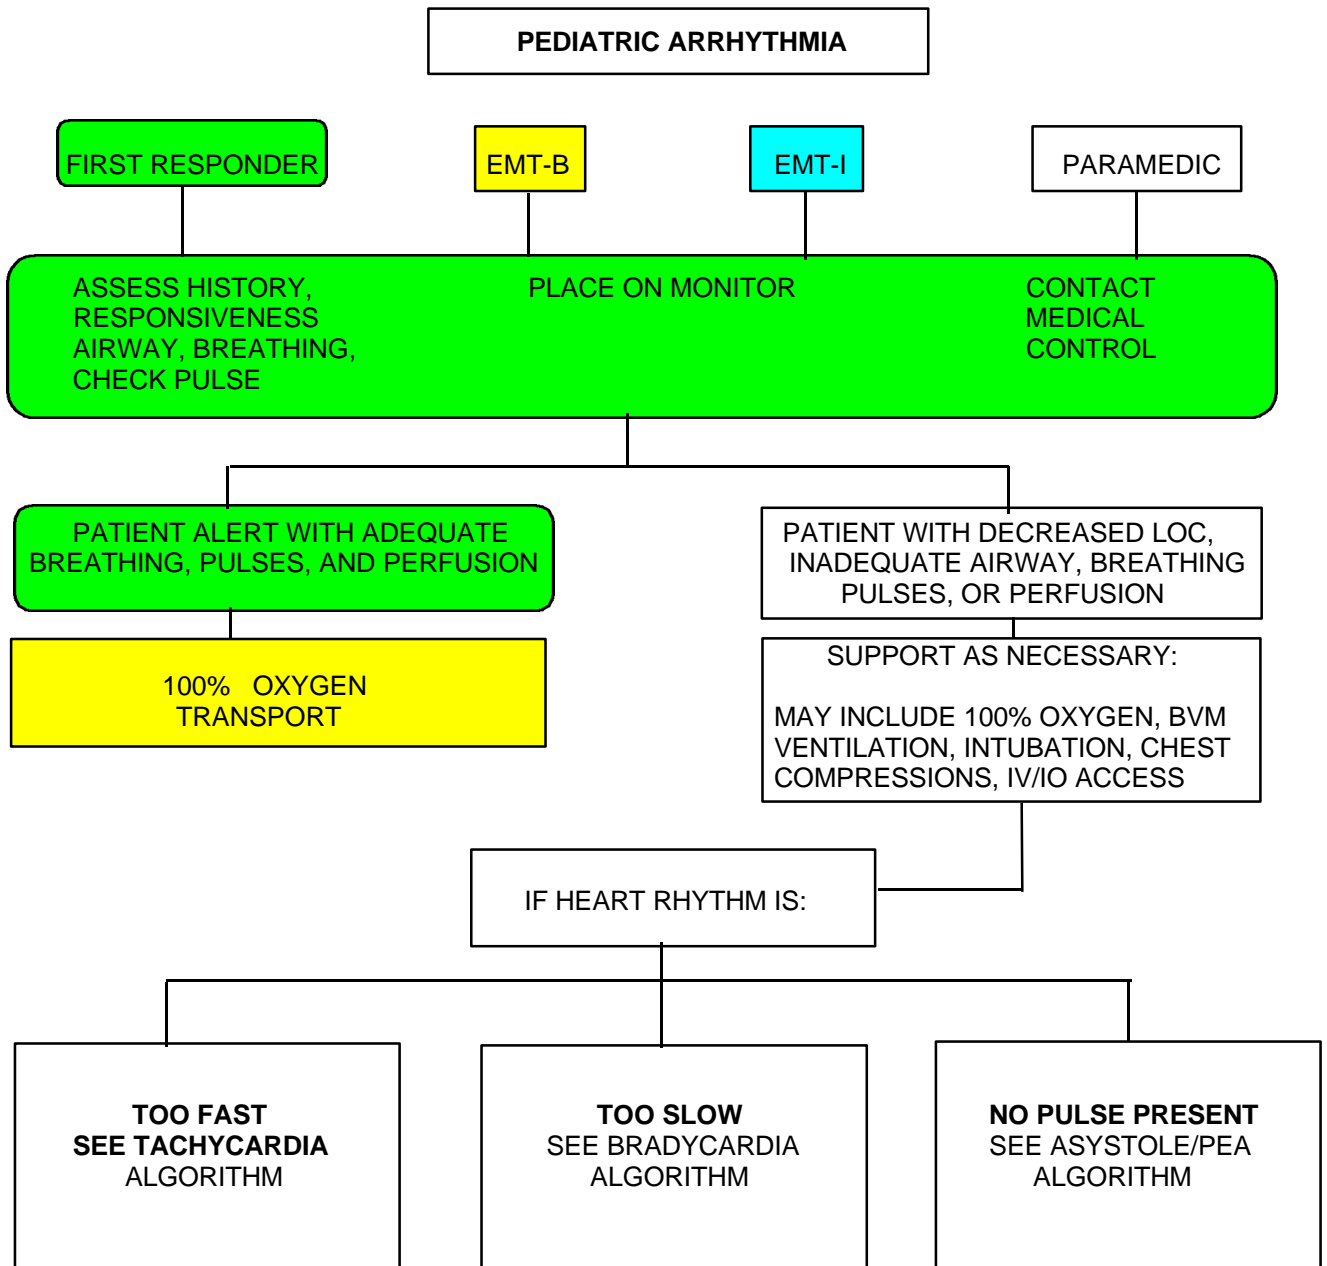 PEDIATRIC ARRHYTHMIA
FIRST RESPONDER
EMT-B
EMT-I
PARAMEDIC
ASSESS HISTORY,
RESPONSIVENESS
AIRWAY, BREATHING,
CHECK PULSE
PLACE ON MONITOR
CONTACT
MEDICAL
CONTROL
PATIENT ALERT WITH ADEQUATE
BREATHING, PULSES, AND PERFUSION
100% OXYGEN
TRANSPORT
PATIENT WITH DECREASED LOC,
INADEQUATE AIRWAY, BREATHING
PULSES, OR PERFUSION
SUPPORT AS NECESSARY:
MAY INCLUDE 100% OXYGEN, BVM
VENTILATION, INTUBATION, CHEST
COMPRESSIONS, IV/IO ACCESS
IF HEART RHYTHM IS:
TOO FAST
SEE TACHYCARDIA
ALGORITHM
TOO SLOW
SEE BRADYCARDIA
ALGORITHM
NO PULSE PRESENT
SEE ASYSTOLE/PEA
ALGORITHM